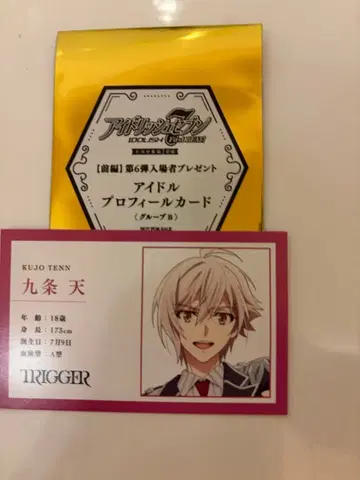 アイドリッシュセブン
IDOLiSH7
【前編】第6弾入場者プレゼント
アイドル
プロフィールカード
〈グループB〉
KUJO TENN
九条 天
年 齢：18歳
身 長：173cm
誕生日：7月9日
血液型：A型
TRIGGER